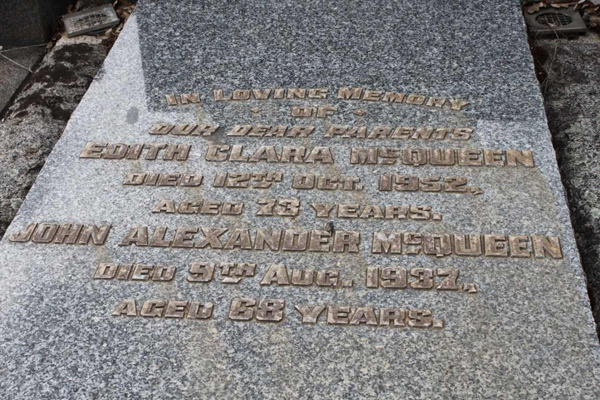 IN LOVING MEMORY
OF
OUR DEAR PARENTS
EDITH CLARA McQUEEN
DIED 12TH OCT. 1952.,
AGED 73 YEARS.
JOHN ALEXANDER McQUEEN
DIED 9TH AUG. 1937.,
AGED 68 YEARS.